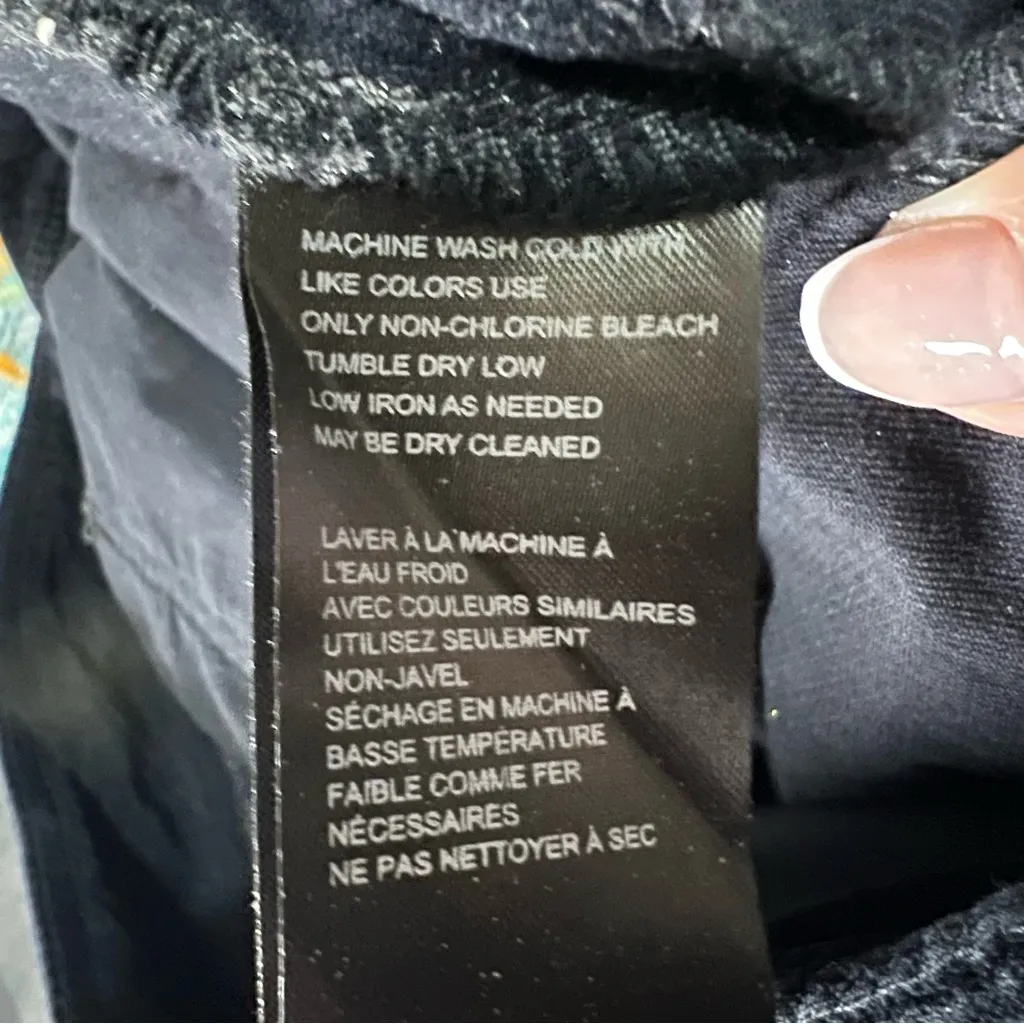 MACHINE WASH COLD WITH
LIKE COLORS USE
ONLY NON-CHLORINE BLEACH
TUMBLE DRY LOW
LOW IRON AS NEEDED
MAY BE DRY CLEANED
LAVER À LA MACHINE À
L'EAU FROID
AVEC COULEURS SIMILAIRES
UTILISEZ SEULEMENT
NON-JAVEL
SÉCHAGE EN MACHINE À
BASSE TEMPÉRATURE
FAIBLE COMME FER
NÉCESSAIRES
NE PAS NETTOYER À SEC